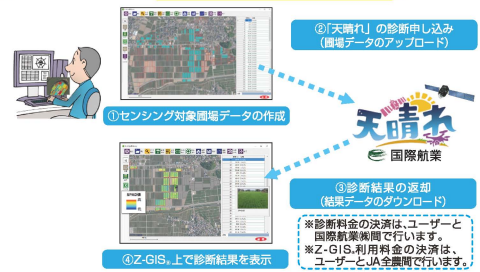 ②「天晴れ」の診断申し込み
(圃場データのアップロード)
①センシング対象圃場データの作成
天晴れ
国際航業
③診断結果の返却
(結果データのダウンロード)
④Z-GIS®上で診断結果を表示
※診断料金の決済は、ユーザーと
国際航業㈱間で行います。
※Z-GIS®利用料金の決済は、
ユーザーとJA全農間で行います。